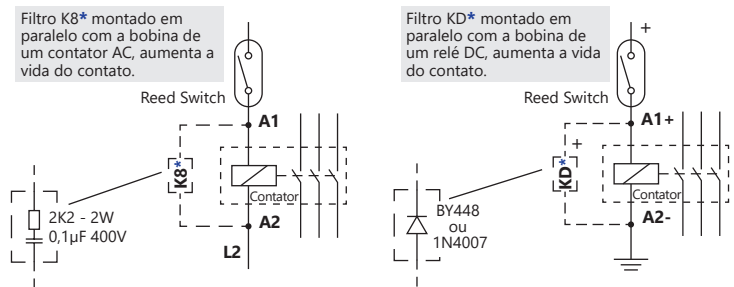 Filtro K8* montado em
paralelo com a bobina de
um contator AC, aumenta a
vida do contato.
Reed Switch
A1
K8*
Contator
2K2 - 2W
0,1µF 400V
A2
L2
Filtro KD* montado em
paralelo com a bobina de
um relé DC, aumenta a vida
do contato.
+
Reed Switch
A1+
+
KD*
Contator
BY448
ou
1N4007
A2-